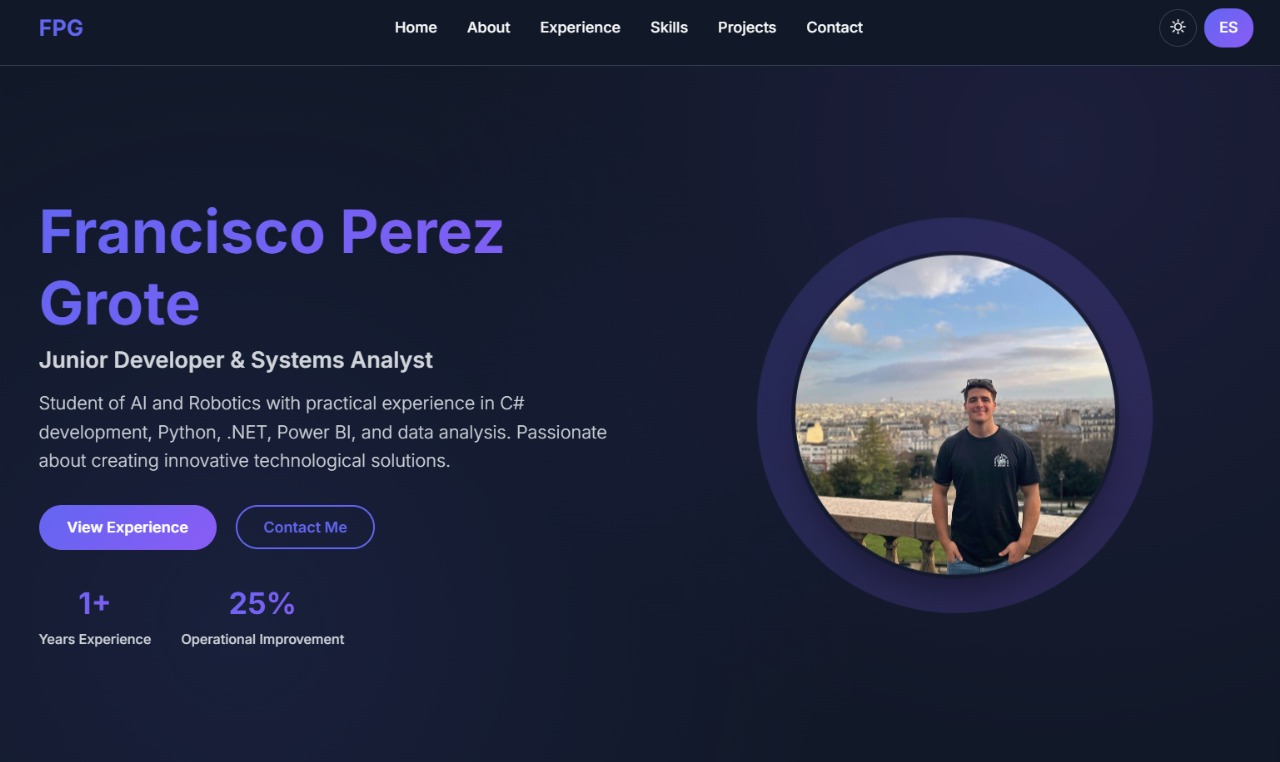 FPG
Home
About
Experience
Skills
Projects
Contact
ES
Francisco Perez
Grote
Junior Developer & Systems Analyst
Student of AI and Robotics with practical experience in C#
development, Python, .NET, Power BI, and data analysis. Passionate
about creating innovative technological solutions.
View Experience
Contact Me
1+
Years Experience
25%
Operational Improvement